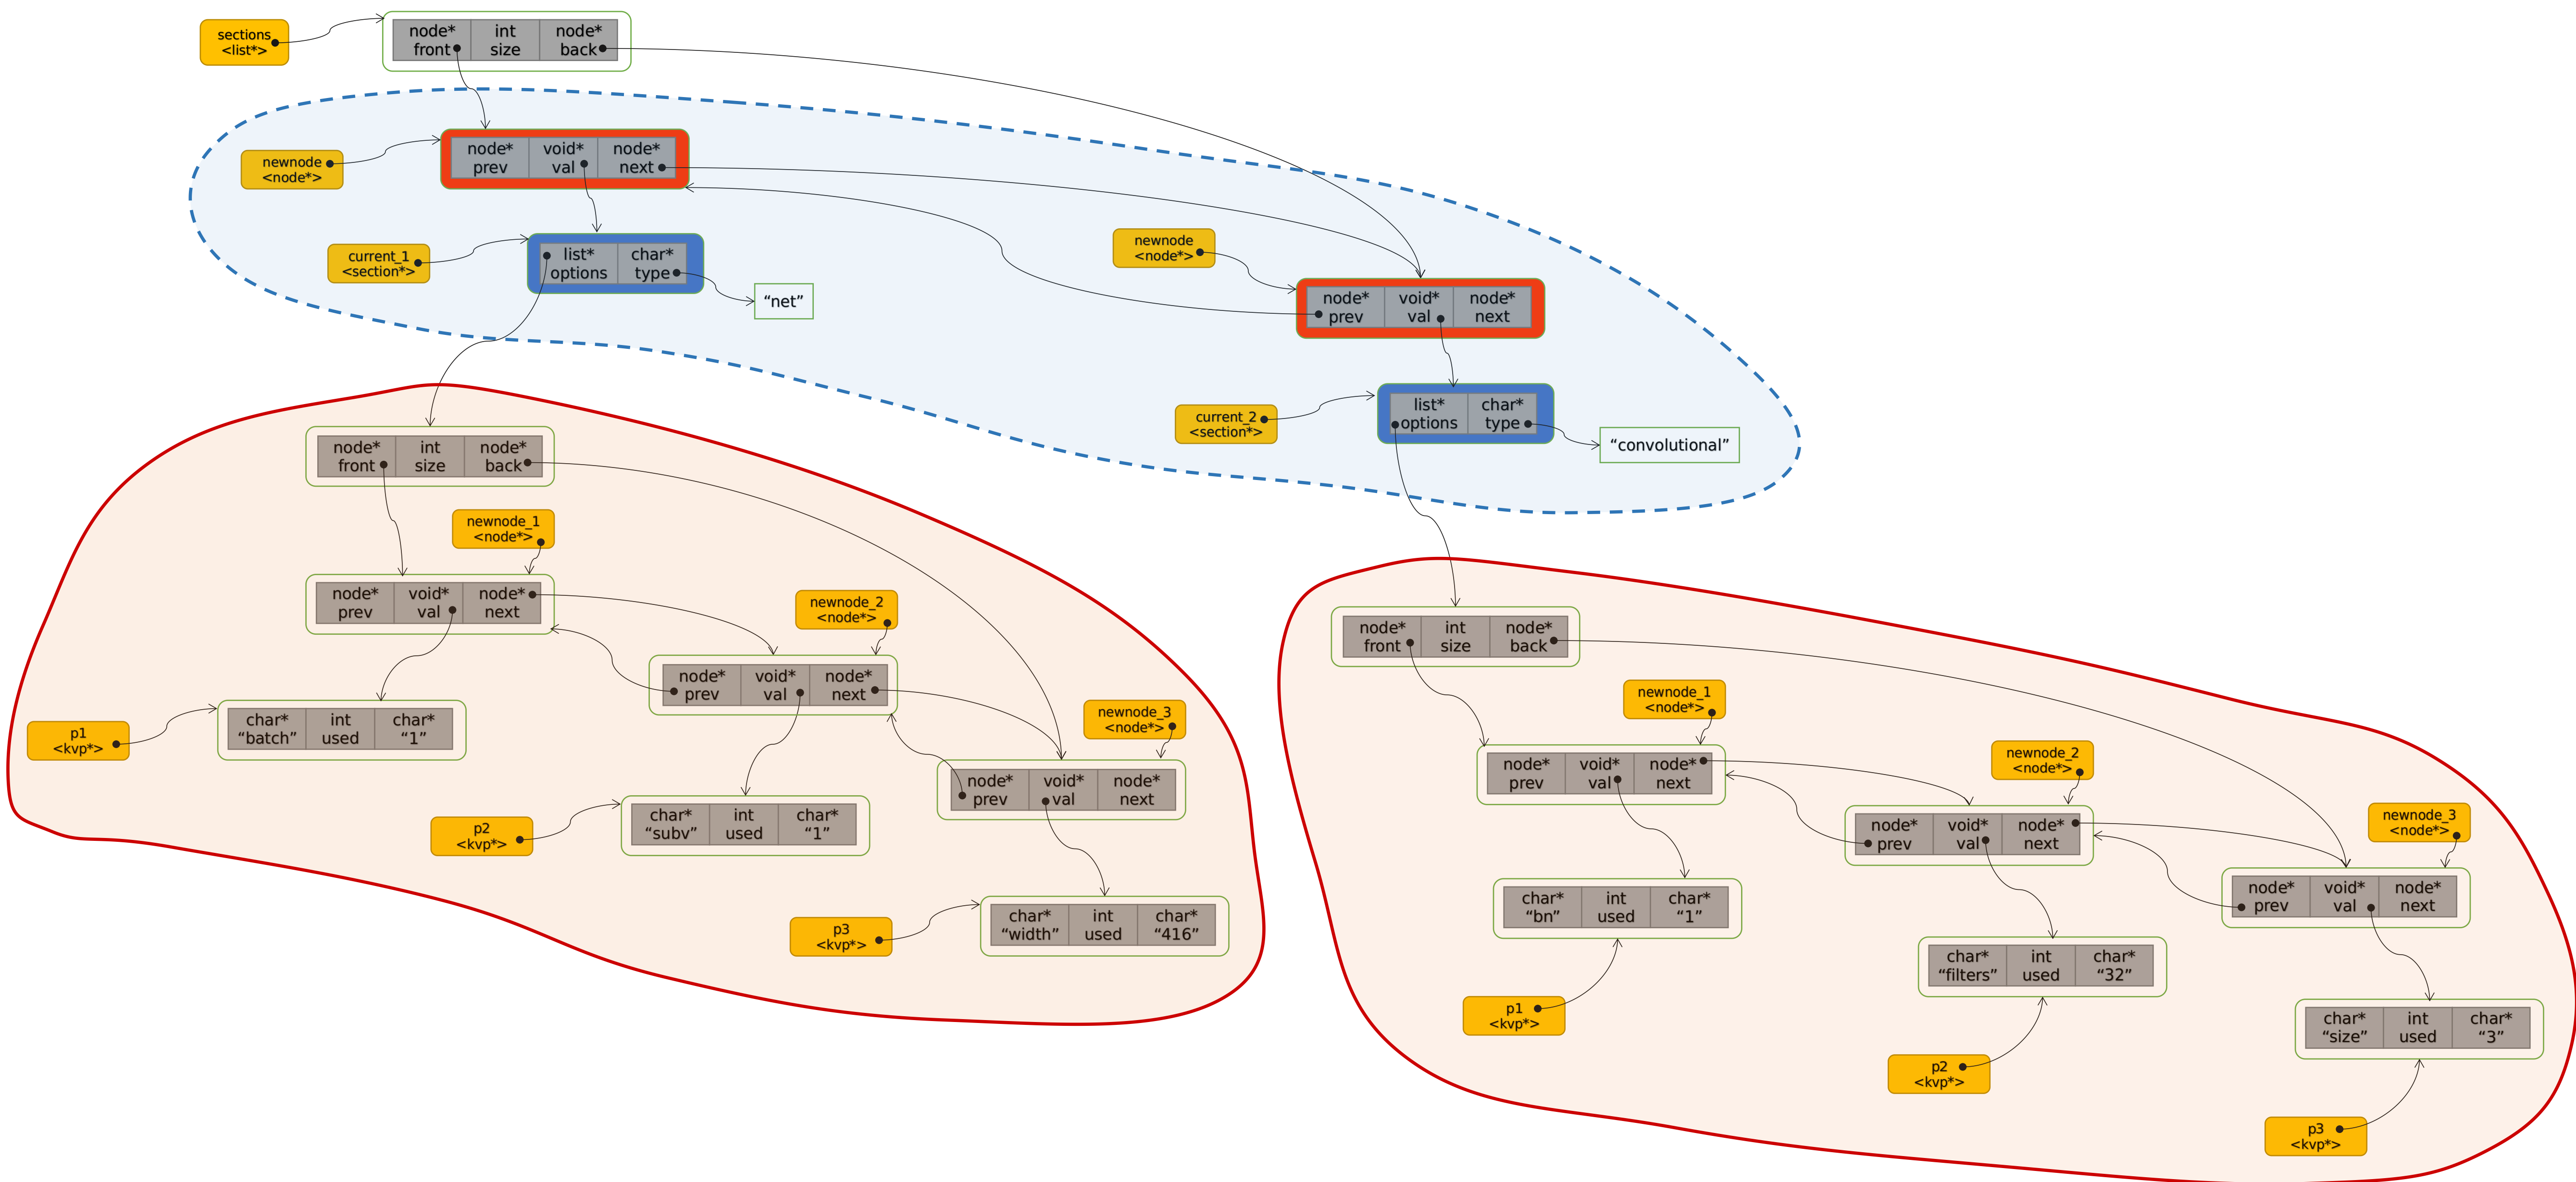 sections
<list*>
node* int node*
front size back
node* void* node*
prev val next
newnode
<node*>
current_1
<section*>
list* char*
options type
“net”
newnode
<node*>
node* void* node*
prev val next
current_2
<section*>
list* char*
options type
“convolutional”
node* int node*
front size back
newnode_1
<node*>
node* void* node*
prev val next
newnode_2
<node*>
node* void* node*
prev val next
p1
<kvp*>
char* int char*
“batch” used “1”
newnode_3
<node*>
node* void* node*
prev val next
p2
<kvp*>
char* int char*
“subv” used “1”
p3
<kvp*>
char* int char*
“width” used “416”
node* int node*
front size back
newnode_1
<node*>
node* void* node*
prev val next
newnode_2
<node*>
node* void* node*
prev val next
newnode_3
<node*>
node* void* node*
prev val next
char* int char*
“bn” used “1”
p1
<kvp*>
char* int char*
“filters” used “32”
p2
<kvp*>
char* int char*
“size” used “3”
p3
<kvp*>